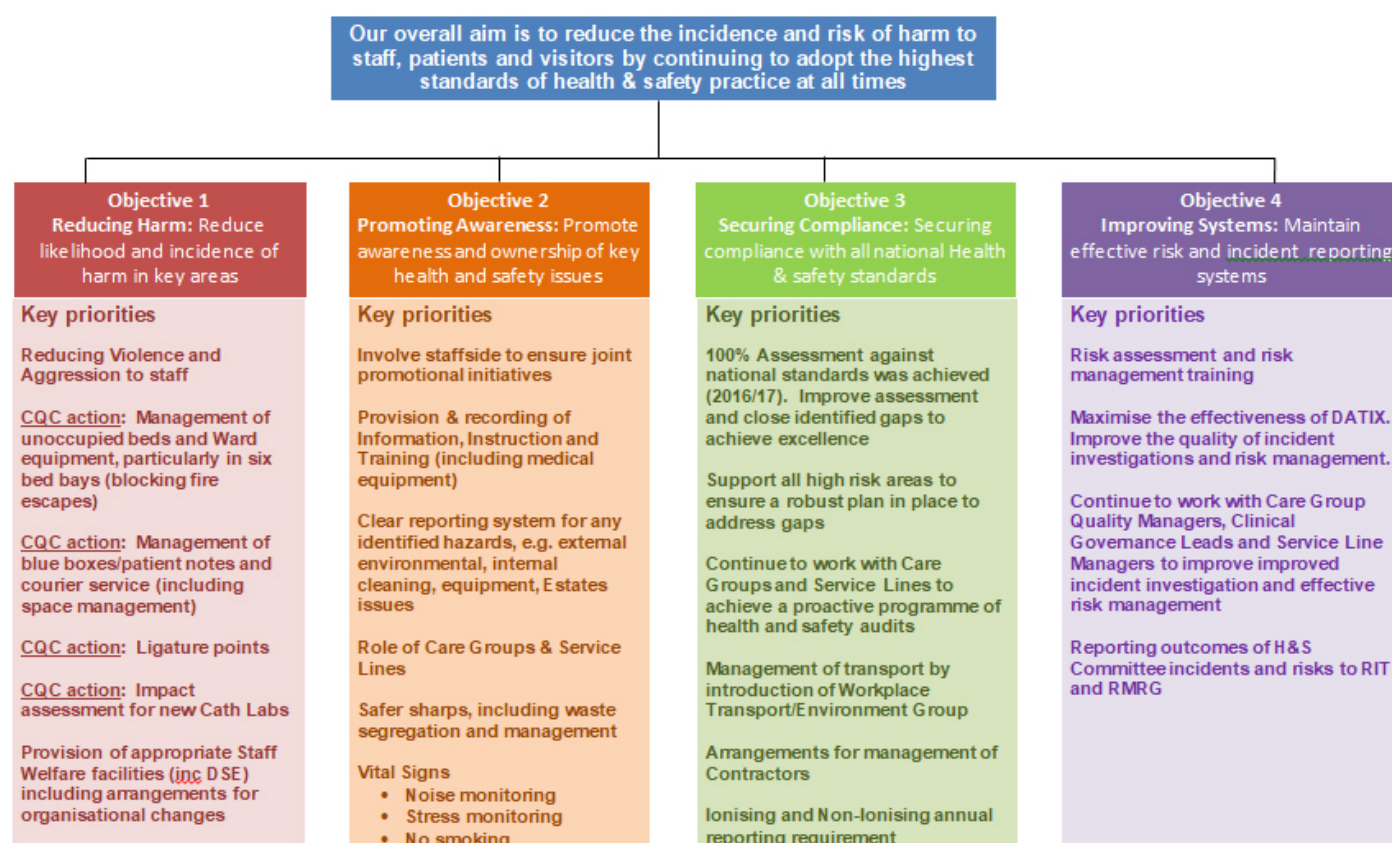 Our overall aim is to reduce the incidence and risk of harm to
staff, patients and visitors by continuing to adopt the highest
standards of health & safety practice at all times
Objective 1
Reducing Harm: Reduce
likelihood and incidence of
harm in key areas
Key priorities
Reducing Violence and
Aggression to staff
CQC action:  Management of
unoccupied beds and Ward
equipment, particularly in six
bed bays (blocking fire
escapes)
CQC action:  Management of
blue boxes/patient notes and
courier service (including
space management)
CQC action:  Ligature points
CQC action:  Impact
assessment for new Cath Labs
Provision of appropriate Staff
Welfare facilities (inc DSE)
including arrangements for
organisational changes
Objective 2
Promoting Awareness: Promote
awareness and ownership of key
health and safety issues
Key priorities
Involve staffside to ensure joint
promotional initiatives
Provision & recording of
Information, Instruction and
Training (including medical
equipment)
Clear reporting system for any
identified hazards, e.g. external
environmental, internal
cleaning, equipment, Estates
issues
Role of Care Groups & Service
Lines
Safer sharps, including waste
segregation and management
Vital Signs
• Noise monitoring
• Stress monitoring
• No smoking
Objective 3
Securing Compliance: Securing
compliance with all national Health
& safety standards
Key priorities
100% Assessment against
national standards was achieved
(2016/17).  Improve assessment
and close identified gaps to
achieve excellence
Support all high risk areas to
ensure a robust plan in place to
address gaps
Continue to work with Care
Groups and Service Lines to
achieve a proactive programme of
health and safety audits
Management of transport by
introduction of Workplace
Transport/Environment Group
Arrangements for management of
Contractors
Ionising and Non-Ionising annual
reporting requirement
Objective 4
Improving Systems: Maintain
effective risk and incident reporting
systems
Key priorities
Risk assessment and risk
management training
Maximise the effectiveness of DATIX.
Improve the quality of incident
investigations and risk management.
Continue to work with Care Group
Quality Managers, Clinical
Governance Leads and Service Line
Managers to improve improved
incident investigation and effective
risk management
Reporting outcomes of H&S
Committee incidents and risks to RIT
and RMRG